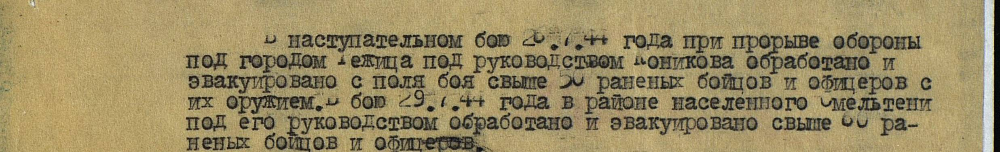 В наступательном бою 26.7.44 года при прорыве обороны
под городом Режица под руководством Коникова обработано и
эвакуировано с поля боя свыше 50 раненых бойцов и офицеров с
их оружием.В бою 29.7.44 года в районе населенного Смельтени
под его руководством обработано и эвакуировано свыше 60 ра-
неных бойцов и офицеров.